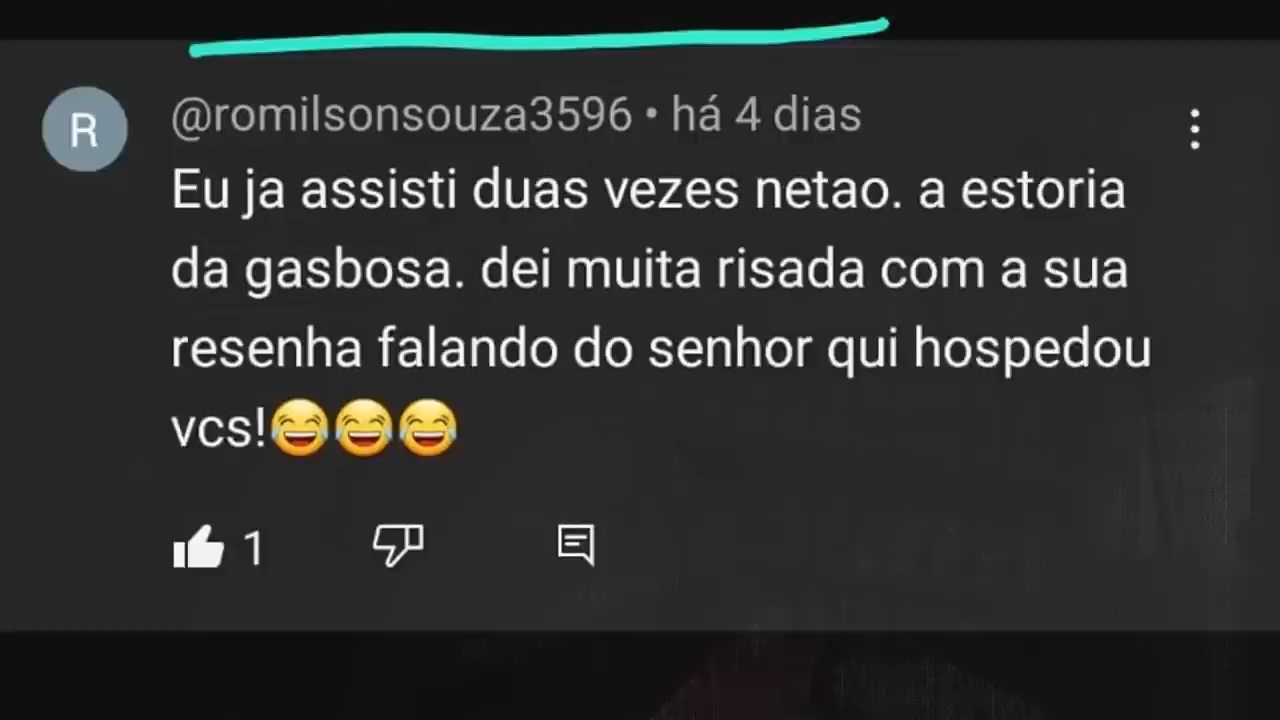 R
@romilsonsouza3596 • há 4 dias
Eu ja assisti duas vezes netao. a estoria
da gasbosa. dei muita risada com a sua
resenha falando do senhor qui hospedou
vcs!😂😂😂
1